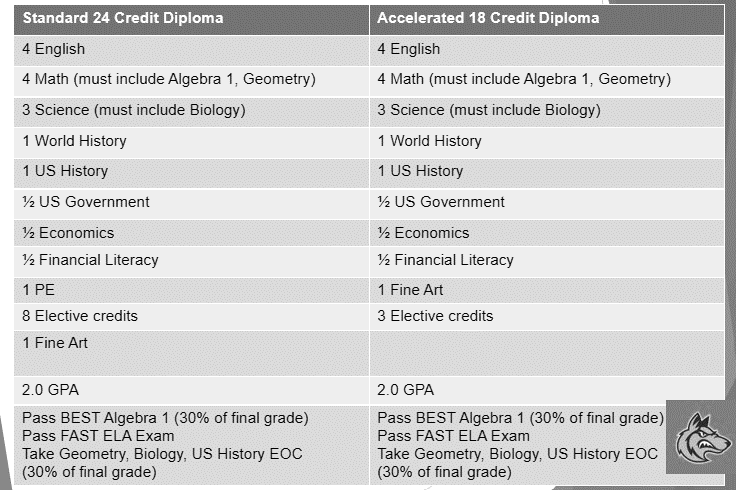 Standard 24 Credit Diploma Accelerated 18 Credit Diploma
4 English 4 English
4 Math (must include Algebra 1, Geometry) 4 Math (must include Algebra 1, Geometry)
3 Science (must include Biology) 3 Science (must include Biology)
1 World History 1 World History
1 US History 1 US History
½ US Government ½ US Government
½ Economics ½ Economics
½ Financial Literacy ½ Financial Literacy
1 PE 1 Fine Art
8 Elective credits 3 Elective credits
1 Fine Art
2.0 GPA 2.0 GPA
Pass BEST Algebra 1 (30% of final grade) Pass BEST Algebra 1 (30% of final grade)
Pass FAST ELA Exam Pass FAST ELA Exam
Take Geometry, Biology, US History EOC Take Geometry, Biology, US History EOC
(30% of final grade) (30% of final grade)